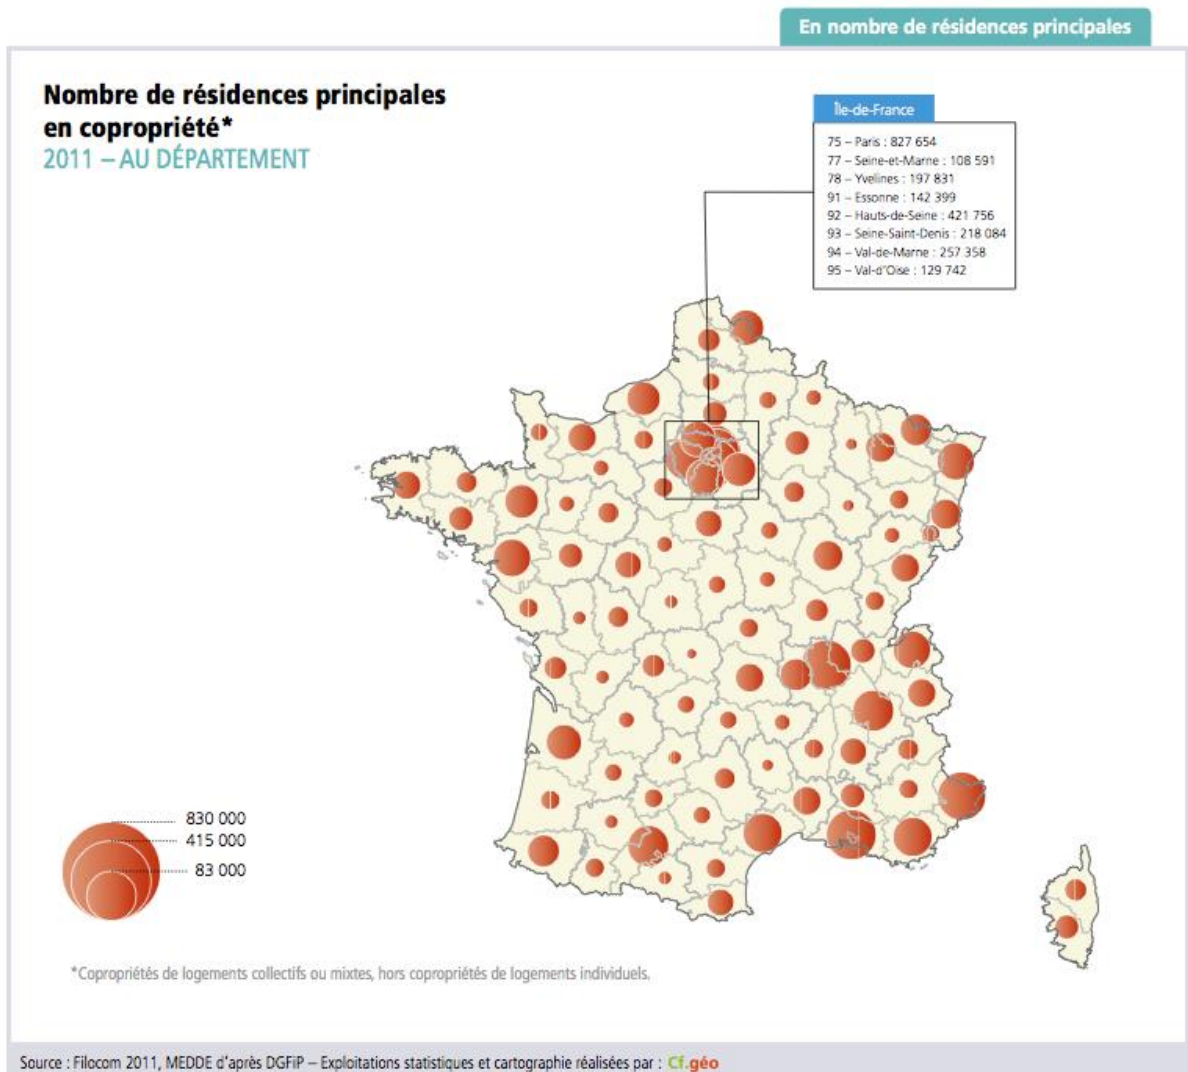 En nombre de résidences principales
Nombre de résidences principales
en copropriété*
2011 – AU DÉPARTEMENT
Île-de-France
75 – Paris : 827 654
77 – Seine-et-Marne : 108 591
78 – Yvelines : 197 831
91 – Essonne : 142 399
92 – Hauts-de-Seine : 421 756
93 – Seine-Saint-Denis : 218 084
94 – Val-de-Marne : 257 358
95 – Val-d'Oise : 129 742
830 000
415 000
83 000
*Copropriétés de logements collectifs ou mixtes, hors copropriétés de logements individuels.
Source : Filocom 2011, MEDDE d'après DGFiP – Exploitations statistiques et cartographie réalisées par : Cf.géo